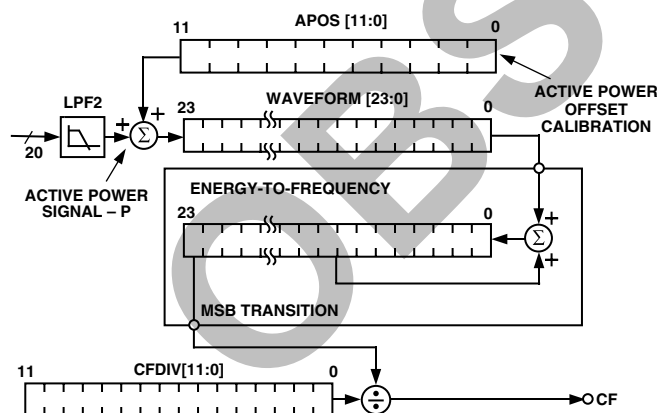 APOS [11:0]
11 0
ACTIVE POWER
OFFSET
CALIBRATION
LPF2
+ +
Σ
20
23 WAVEFORM [23:0] 0
ACTIVE POWER
SIGNAL – P
ENERGY-TO-FREQUENCY
23 0
+
Σ
+
MSB TRANSITION
11 CFDIV[11:0] 0
÷
CF
OBS